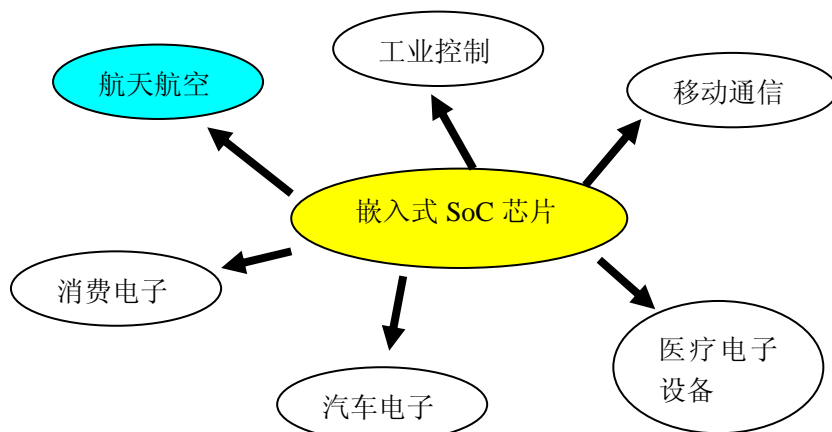 工业控制
航天航空
移动通信
嵌入式 SoC 芯片
消费电子
医疗电子
设备
汽车电子